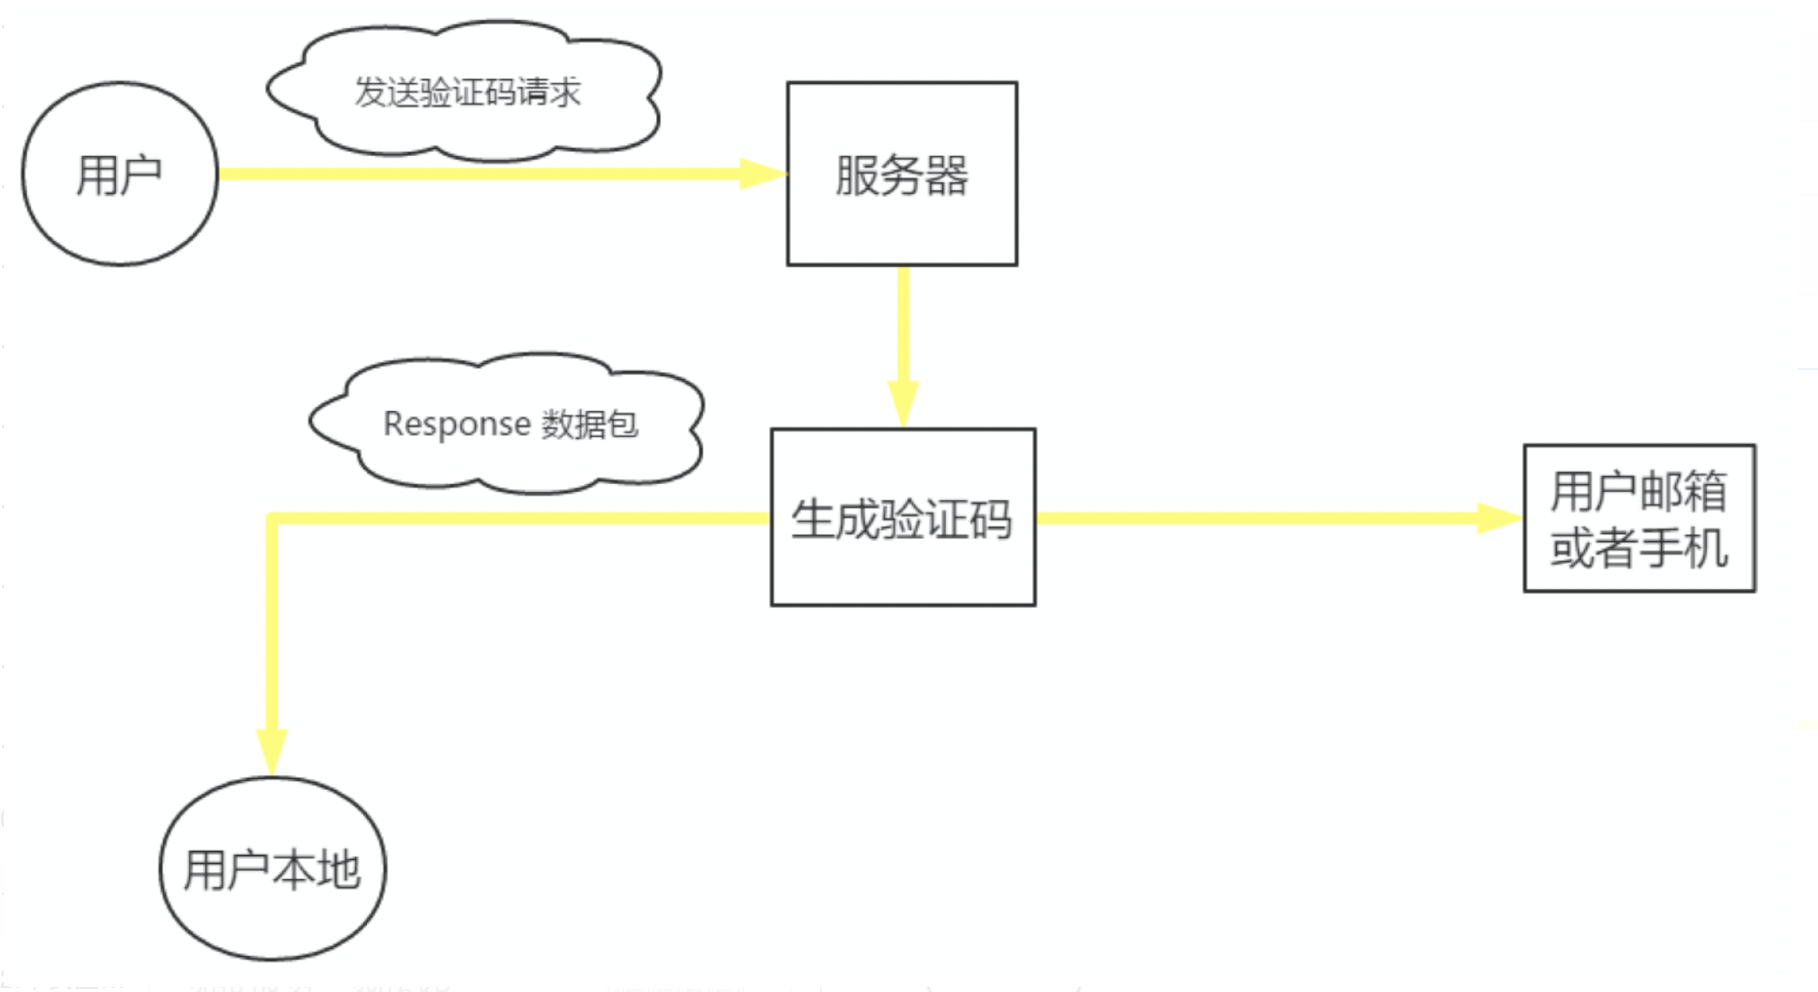 发送验证码请求
用户
服务器
Response 数据包
生成验证码
用户邮箱
或者手机
用户本地